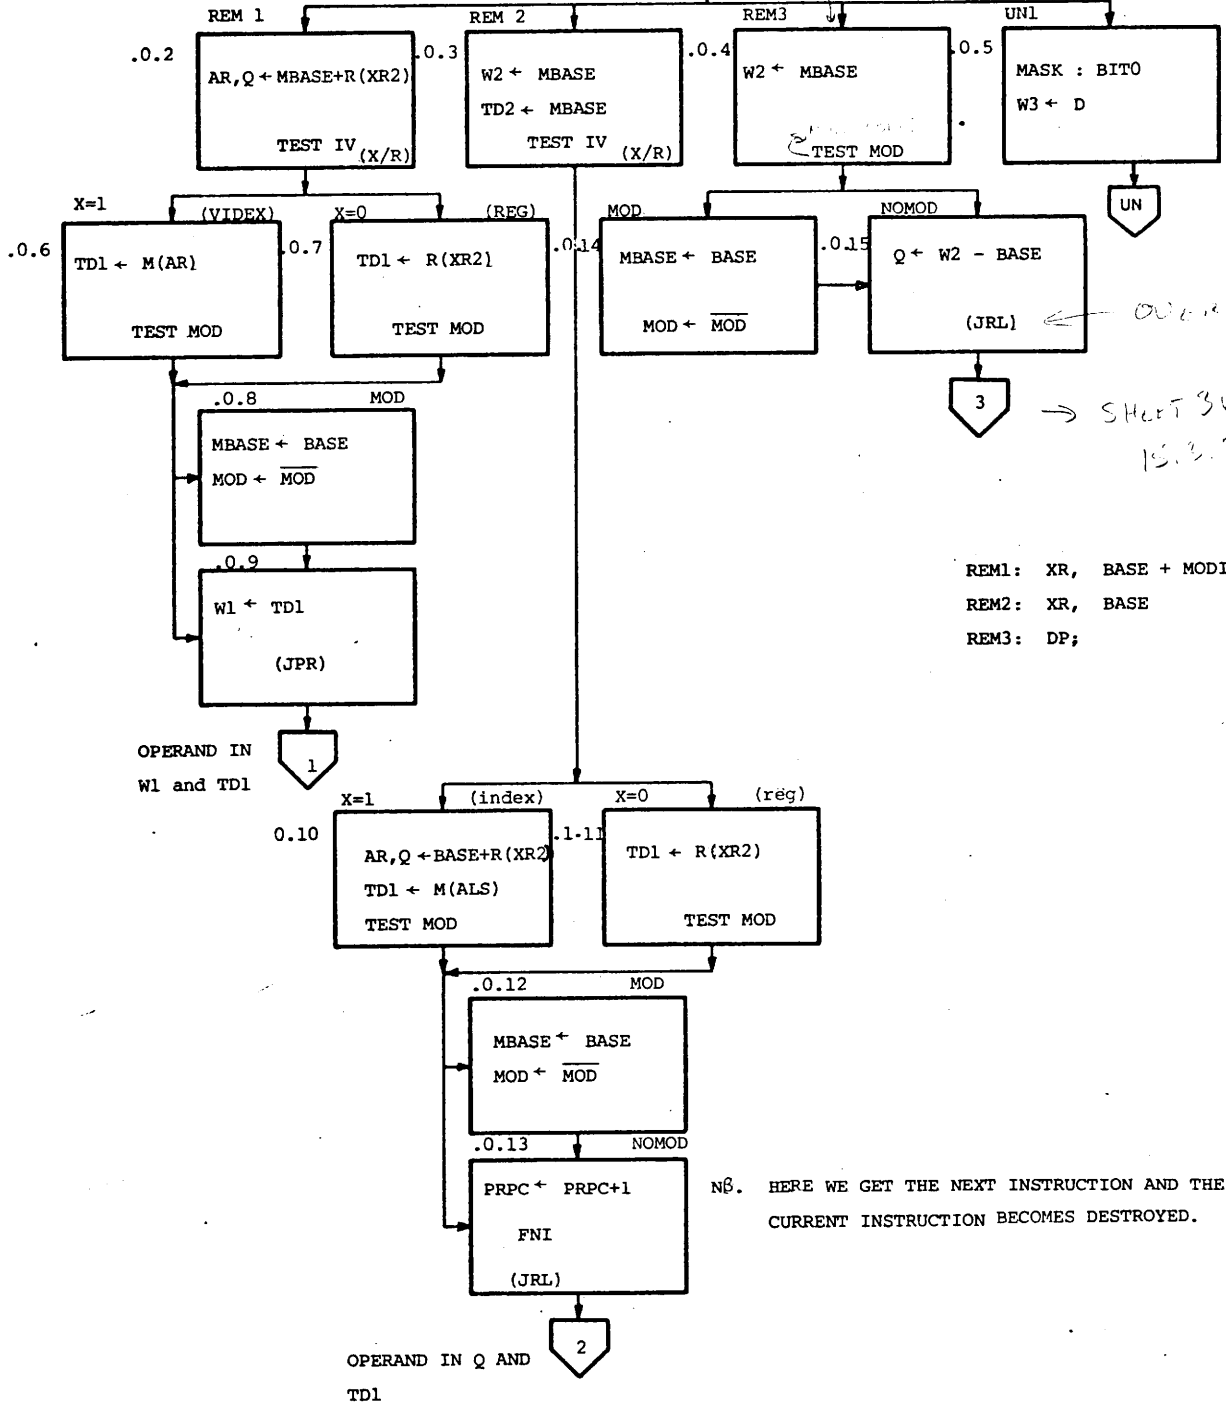 REM 1
REM 2
REM3
UN1
.0.2
AR,Q ← MBASE+R(XR2)
TEST IV (X/R)
.0.3
W2 ← MBASE
TD2 ← MBASE
TEST IV (X/R)
.0.4
W2 ← MBASE
TEST MOD
.0.5
MASK : BIT0
W3 ← D
UN
X=1
(VIDEX)
.0.6
TD1 ← M(AR)
TEST MOD
X=0
(REG)
.0.7
TD1 ← R(XR2)
TEST MOD
MOD
.0.14
MBASE ← BASE
MOD ← M̅O̅D̅
NOMOD
.0.15
Q ← W2 - BASE
(JRL)
3
→ SHEET 3
.0.8
MOD
MBASE ← BASE
MOD ← M̅O̅D̅
.0.9
W1 ← TD1
(JPR)
1
OPERAND IN
W1 and TD1
REM1: XR, BASE + MODI
REM2: XR, BASE
REM3: DP;
X=1
(index)
0.10
AR,Q ←BASE+R(XR2)
TD1 ← M(ALS)
TEST MOD
X=0
(reg)
.1-11
TD1 ← R(XR2)
TEST MOD
.0.12
MOD
MBASE ← BASE
MOD ← M̅O̅D̅
.0.13
NOMOD
PRPC ← PRPC+1
FNI
(JRL)
2
Nβ. HERE WE GET THE NEXT INSTRUCTION AND THE
CURRENT INSTRUCTION BECOMES DESTROYED.
OPERAND IN Q AND
TD1